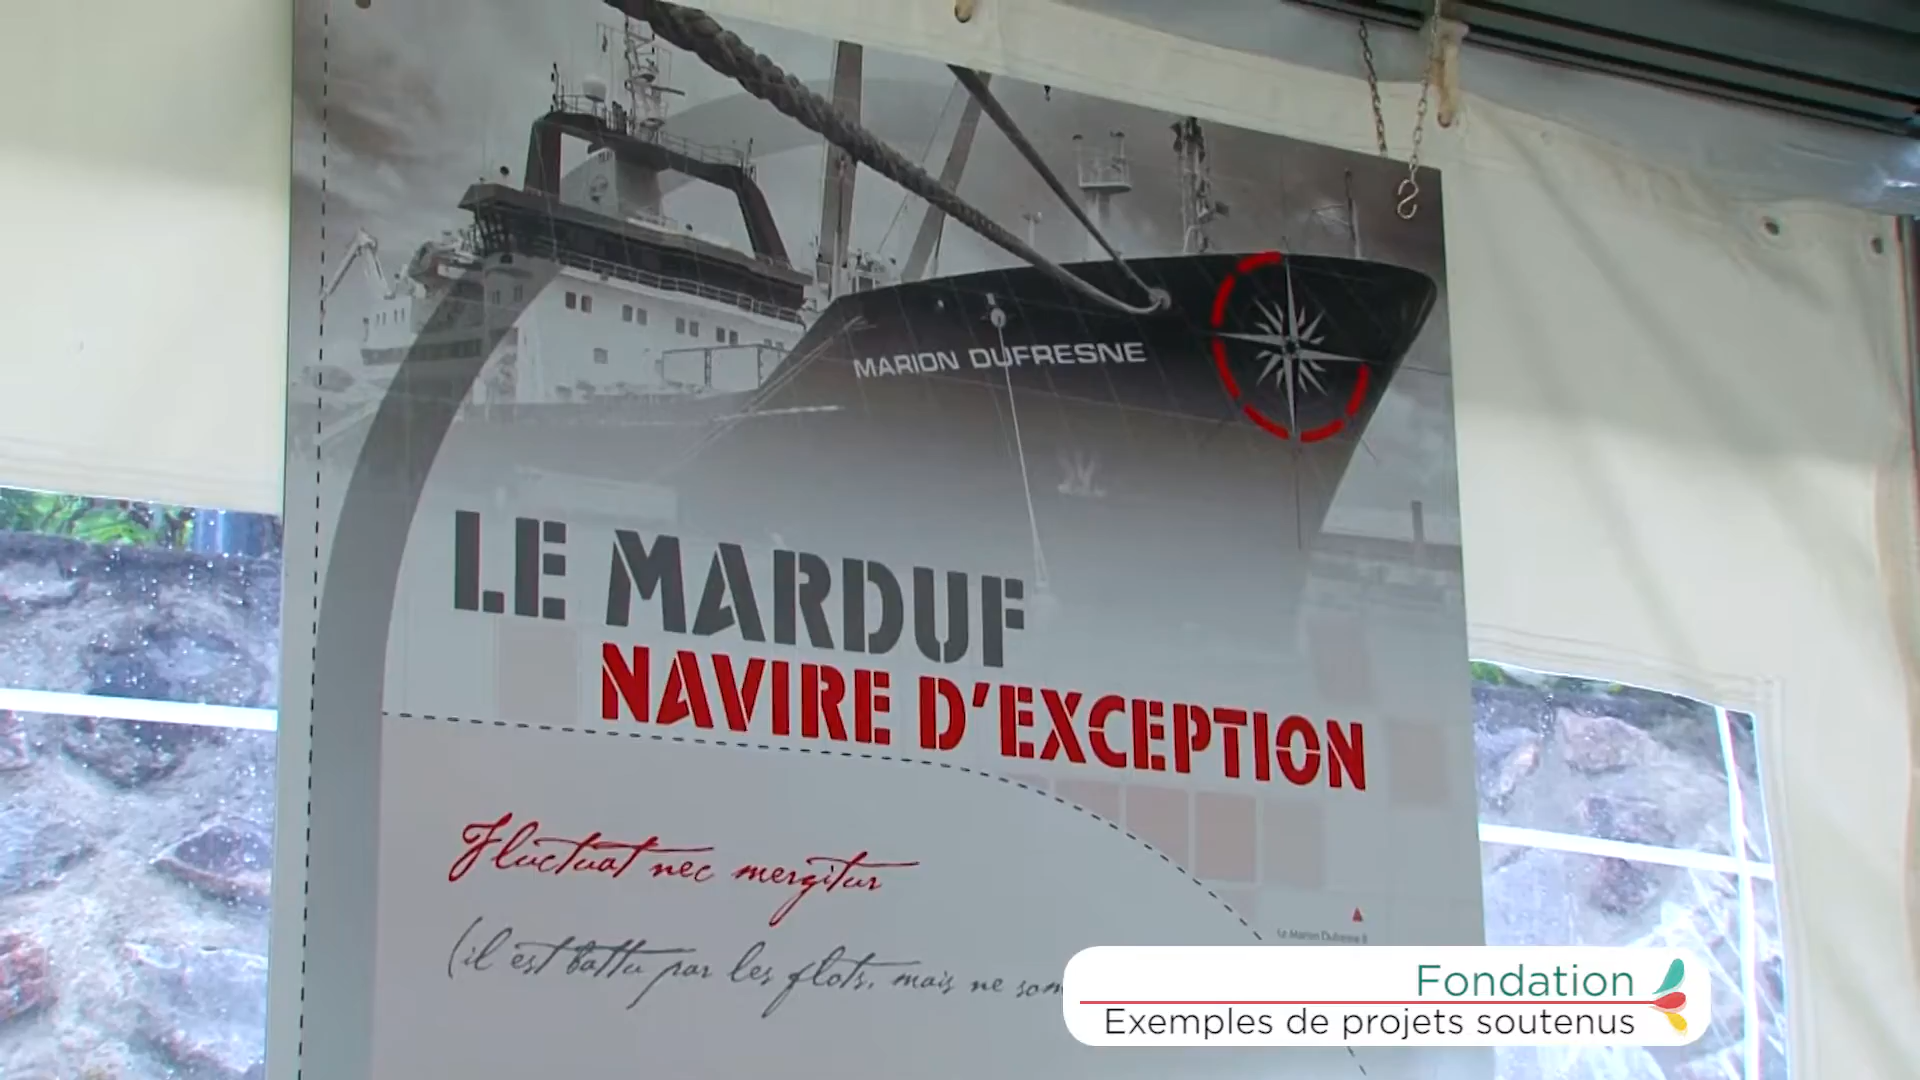 MARION DUFRESNE
LE MARDUF
NAVIRE D'EXCEPTION
Fluctuat nec mergitur
(il est battu par les flots, mais ne som
Le Marion Dufresne II
Fondation
Exemples de projets soutenus